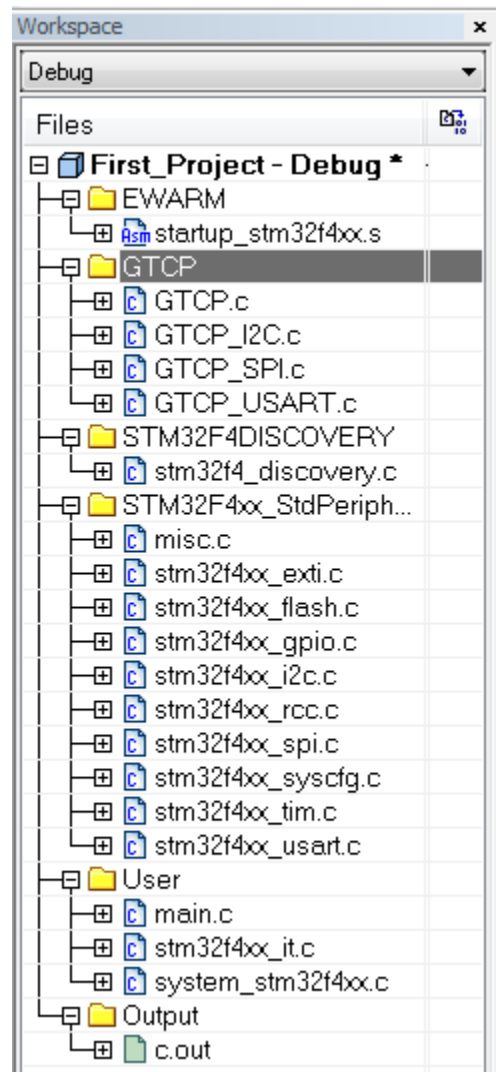 Workspace x
Debug
Files
First_Project - Debug *
EWARM
Asm startup_stm32f4xx.s
GTCP
c GTCP.c
c GTCP_I2C.c
c GTCP_SPI.c
c GTCP_USART.c
STM32F4DISCOVERY
c stm32f4_discovery.c
STM32F4xx_StdPeriph...
c misc.c
c stm32f4xx_exti.c
c stm32f4xx_flash.c
c stm32f4xx_gpio.c
c stm32f4xx_i2c.c
c stm32f4xx_rcc.c
c stm32f4xx_spi.c
c stm32f4xx_syscfg.c
c stm32f4xx_tim.c
c stm32f4xx_usart.c
User
c main.c
c stm32f4xx_it.c
c system_stm32f4xx.c
Output
c.out